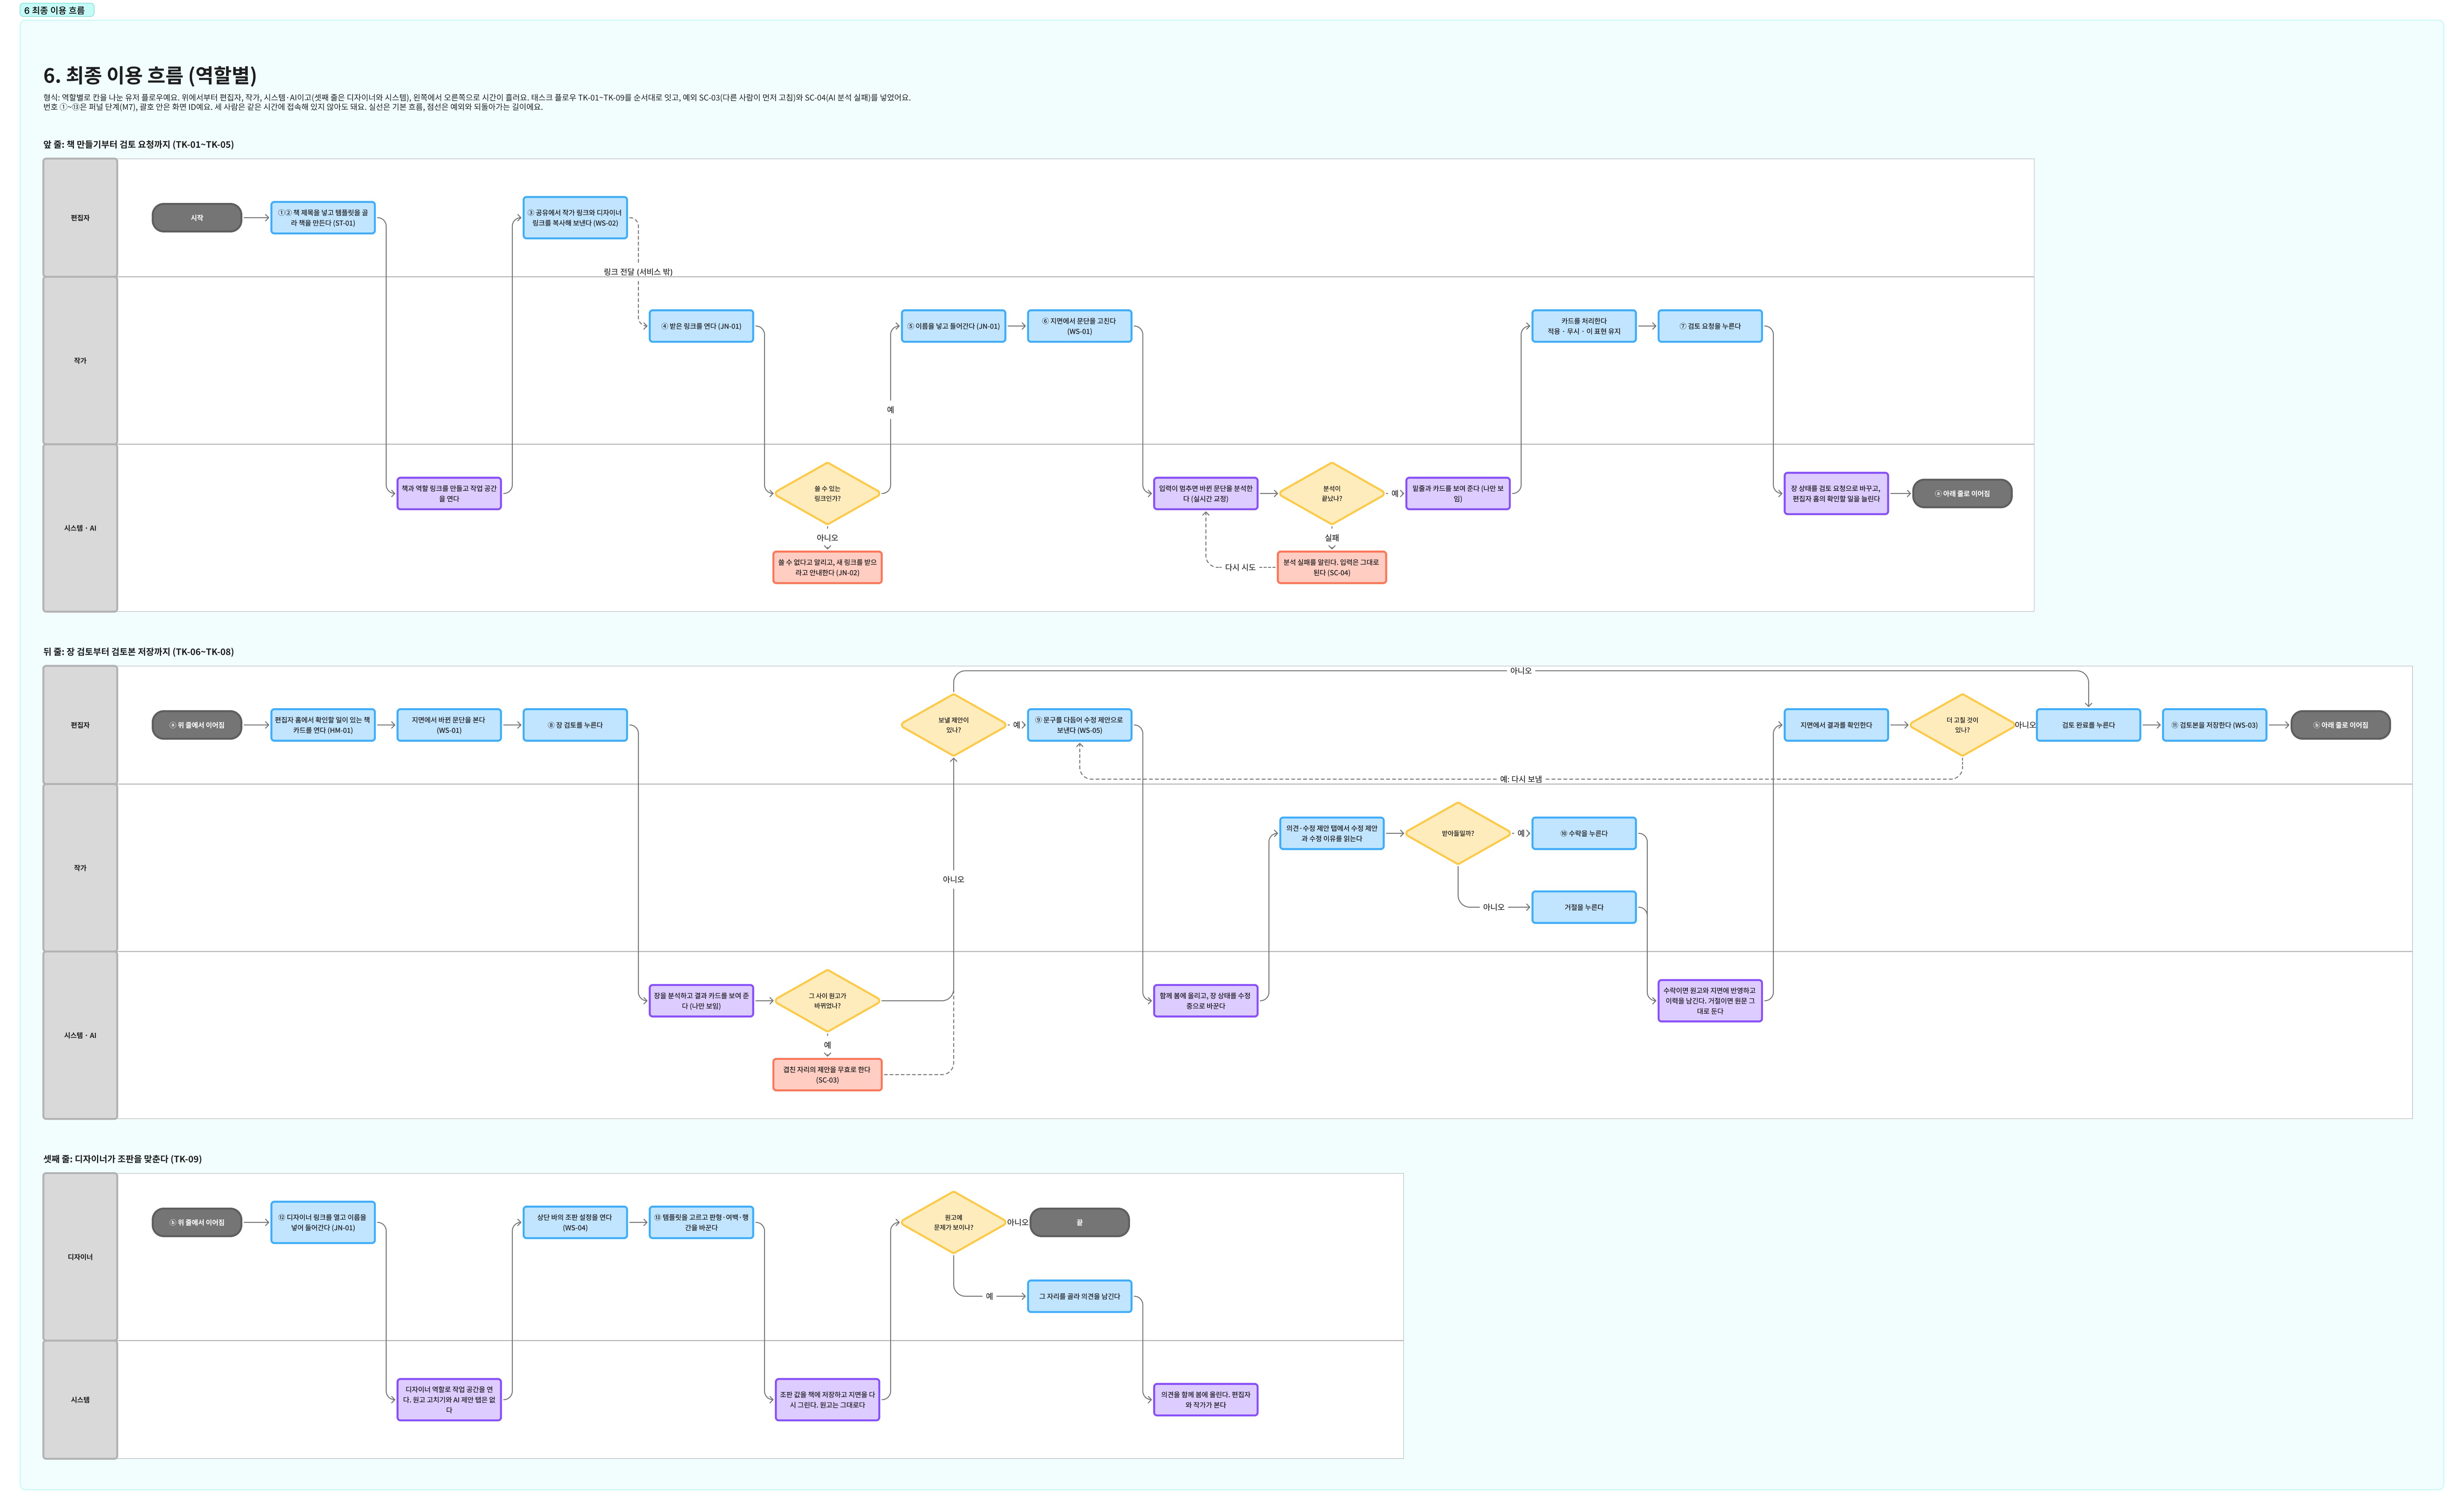 6 최종 이용 흐름
6. 최종 이용 흐름 (역할별)
형식: 역할별로 칸을 나눈 유저 플로우예요. 위에서부터 편집자, 작가, 시스템·AI이고(셋째 줄은 디자이너와 시스템), 왼쪽에서 오른쪽으로 시간이 흘러요. 태스크 플로우 TK-01~TK-09를 순서대로 잇고, 예외 SC-03(다른 사람이 먼저 고침)와 SC-04(AI 분석 실패)를 넣었어요.
번호 ①~⑬은 퍼널 단계(M7), 괄호 안은 화면 ID예요. 세 사람은 같은 시간에 접속해 있지 않아도 돼요. 실선은 기본 흐름, 점선은 예외와 되돌아가는 길이에요.
앞 줄: 책 만들기부터 검토 요청까지 (TK-01~TK-05)
편집자
시작
①② 책 제목을 넣고 템플릿을 골
라 책을 만든다 (ST-01)
③ 공유에서 작가 링크와 디자이너
링크를 복사해 보낸다 (WS-02)
링크 전달 (서비스 밖)
작가
④ 받은 링크를 연다 (JN-01)
예
⑤ 이름을 넣고 들어간다 (JN-01)
⑥ 지면에서 문단을 고친다
(WS-01)
카드를 처리한다
적용 · 무시 · 이 표현 유지
⑦ 검토 요청을 누른다
시스템 · AI
책과 역할 링크를 만들고 작업 공간
을 연다
쓸 수 있는
링크인가?
아니오
쓸 수 없다고 알리고, 새 링크를 받으
라고 안내한다 (JN-02)
입력이 멈추면 바뀐 문단을 분석한
다 (실시간 교정)
분석이
끝났나?
예
밑줄과 카드를 보여 준다 (나만 보
임)
실패
분석 실패를 알린다. 입력은 그대로
된다 (SC-04)
다시 시도
장 상태를 검토 요청으로 바꾸고,
편집자 홈의 확인할 일을 늘린다
ⓐ 아래 줄로 이어짐
뒤 줄: 장 검토부터 검토본 저장까지 (TK-06~TK-08)
편집자
ⓐ 위 줄에서 이어짐
편집자 홈에서 확인할 일이 있는 책
카드를 연다 (HM-01)
지면에서 바뀐 문단을 본다
(WS-01)
⑧ 장 검토를 누른다
보낼 제안이
있나?
아니오
예
⑨ 문구를 다듬어 수정 제안으로
보낸다 (WS-05)
지면에서 결과를 확인한다
더 고칠 것이
있나?
아니오
예: 다시 보냄
검토 완료를 누른다
⑪ 검토본을 저장한다 (WS-03)
ⓑ 아래 줄로 이어짐
작가
아니오
의견·수정 제안 탭에서 수정 제안
과 수정 이유를 읽는다
받아들일까?
예
⑩ 수락을 누른다
아니오
거절을 누른다
시스템 · AI
장을 분석하고 결과 카드를 보여 준
다 (나만 보임)
그 사이 원고가
바뀌었나?
예
겹친 자리의 제안을 무효로 한다
(SC-03)
함께 봄에 올리고, 장 상태를 수정
중으로 바꾼다
수락이면 원고와 지면에 반영하고
이력을 남긴다. 거절이면 원문 그
대로 둔다
셋째 줄: 디자이너가 조판을 맞춘다 (TK-09)
디자이너
ⓑ 위 줄에서 이어짐
⑫ 디자이너 링크를 열고 이름을
넣어 들어간다 (JN-01)
상단 바의 조판 설정을 연다
(WS-04)
⑬ 템플릿을 고르고 판형·여백·행
간을 바꾼다
원고에
문제가 보이나?
아니오
끝
예
그 자리를 골라 의견을 남긴다
시스템
디자이너 역할로 작업 공간을 연
다. 원고 고치기와 AI 제안 탭은 없
다
조판 값을 책에 저장하고 지면을 다
시 그린다. 원고는 그대로다
의견을 함께 봄에 올린다. 편집자
와 작가가 본다